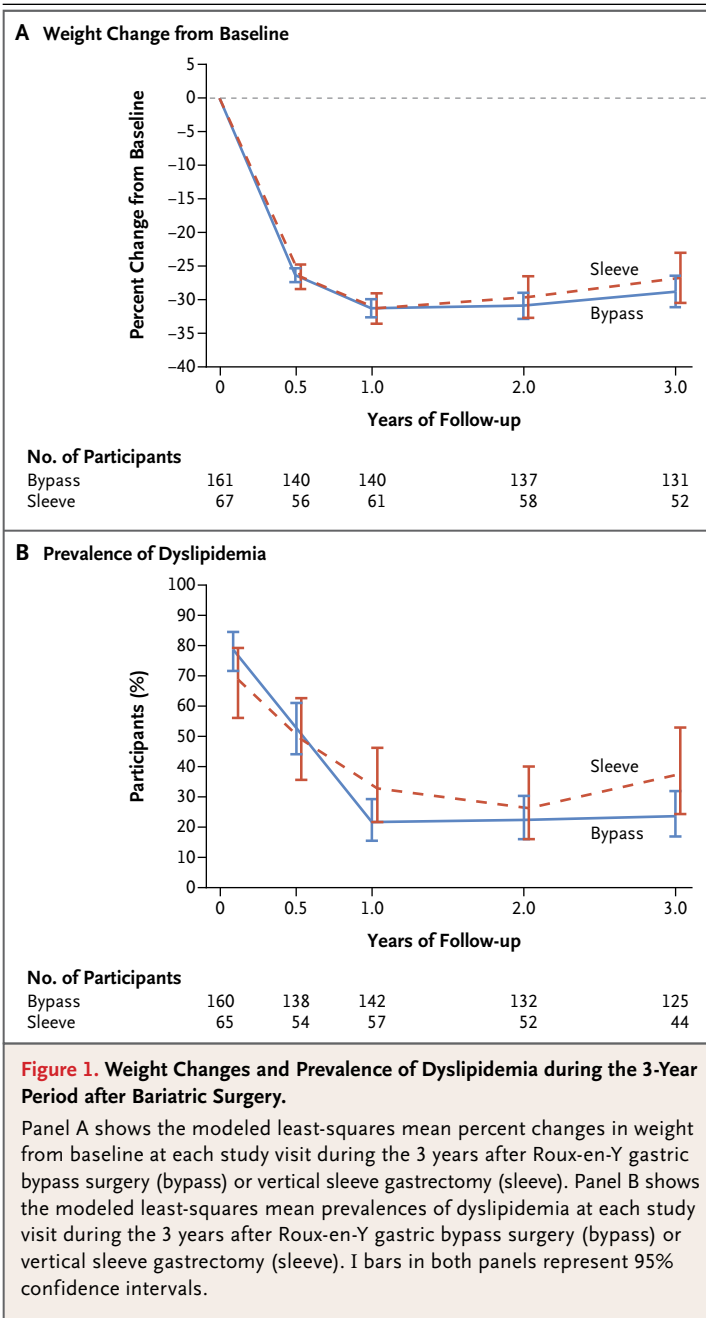 A Weight Change from Baseline
5
0
−5
−10
−15
−20
−25
−30
−35
−40
Percent Change from Baseline
Sleeve
Bypass
0 0.5 1.0 2.0 3.0
Years of Follow-up
No. of Participants
Bypass 161 140 140 137 131
Sleeve 67 56 61 58 52
B Prevalence of Dyslipidemia
100
90
80
70
60
50
40
30
20
10
0
Participants (%)
Sleeve
Bypass
0 0.5 1.0 2.0 3.0
Years of Follow-up
No. of Participants
Bypass 160 138 142 132 125
Sleeve 65 54 57 52 44
Figure 1. Weight Changes and Prevalence of Dyslipidemia during the 3-Year
Period after Bariatric Surgery.
Panel A shows the modeled least-squares mean percent changes in weight
from baseline at each study visit during the 3 years after Roux-en-Y gastric
bypass surgery (bypass) or vertical sleeve gastrectomy (sleeve). Panel B shows
the modeled least-squares mean prevalences of dyslipidemia at each study
visit during the 3 years after Roux-en-Y gastric bypass surgery (bypass) or
vertical sleeve gastrectomy (sleeve). I bars in both panels represent 95%
confidence intervals.